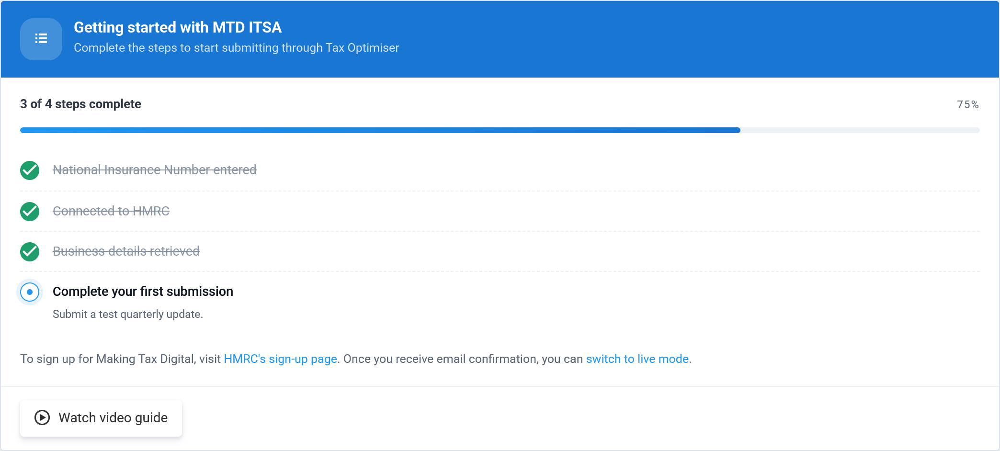 Getting started with MTD ITSA
Complete the steps to start submitting through Tax Optimiser
3 of 4 steps complete
75%
National Insurance Number entered
Connected to HMRC
Business details retrieved
Complete your first submission
Submit a test quarterly update.
To sign up for Making Tax Digital, visit HMRC's sign-up page. Once you receive email confirmation, you can switch to live mode.
Watch video guide